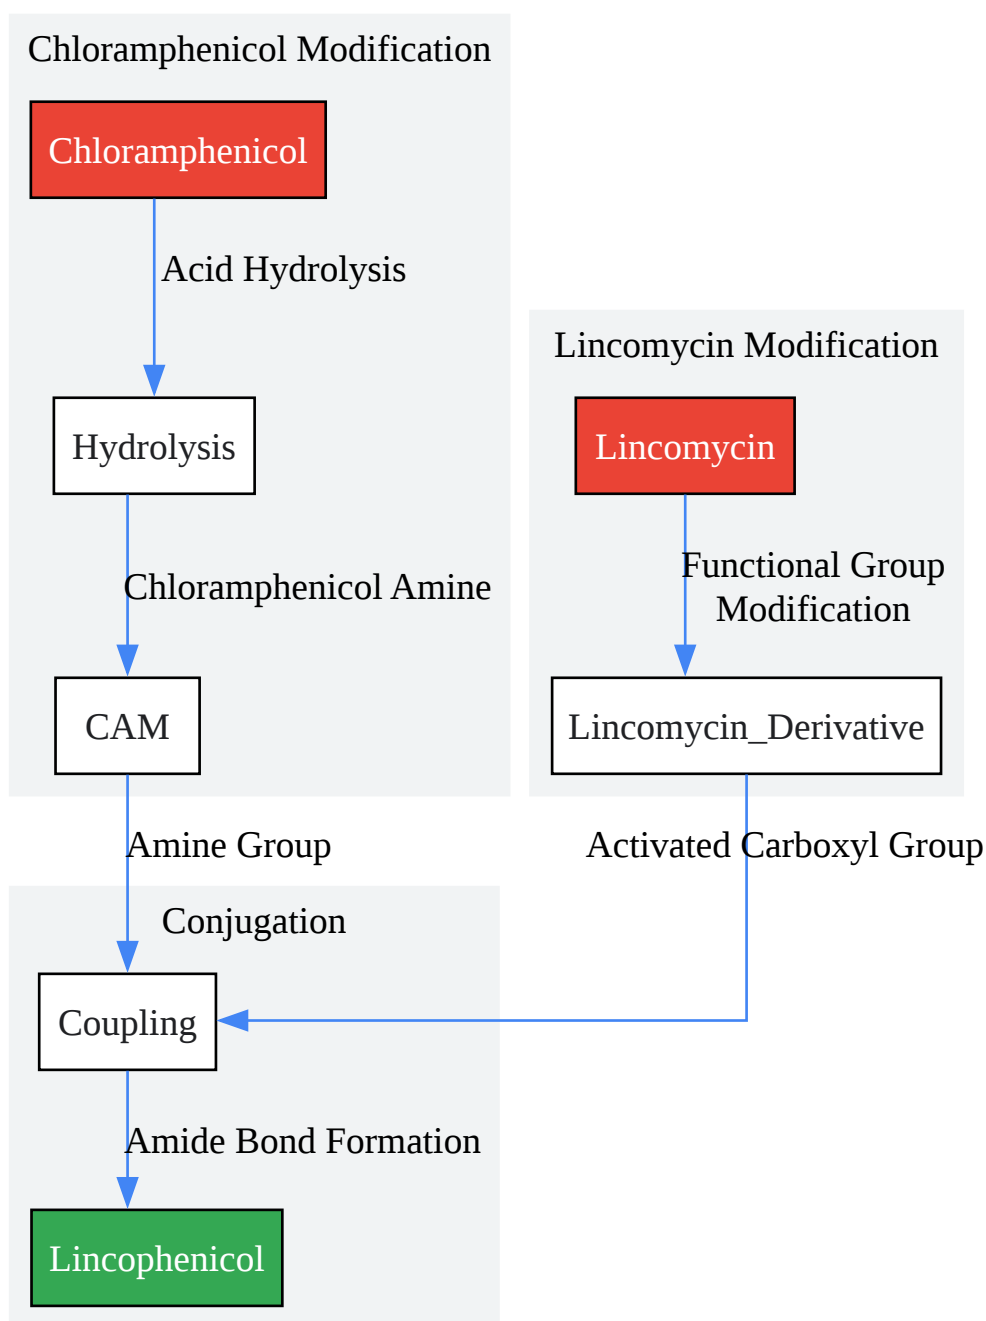 Chloramphenicol Modification
Chloramphenicol
Acid Hydrolysis
Hydrolysis
Chloramphenicol Amine
CAM
Lincomycin Modification
Lincomycin
Functional Group
Modification
Lincomycin_Derivative
Amine Group
Activated Carboxyl Group
Conjugation
Coupling
Amide Bond Formation
Lincophenicol